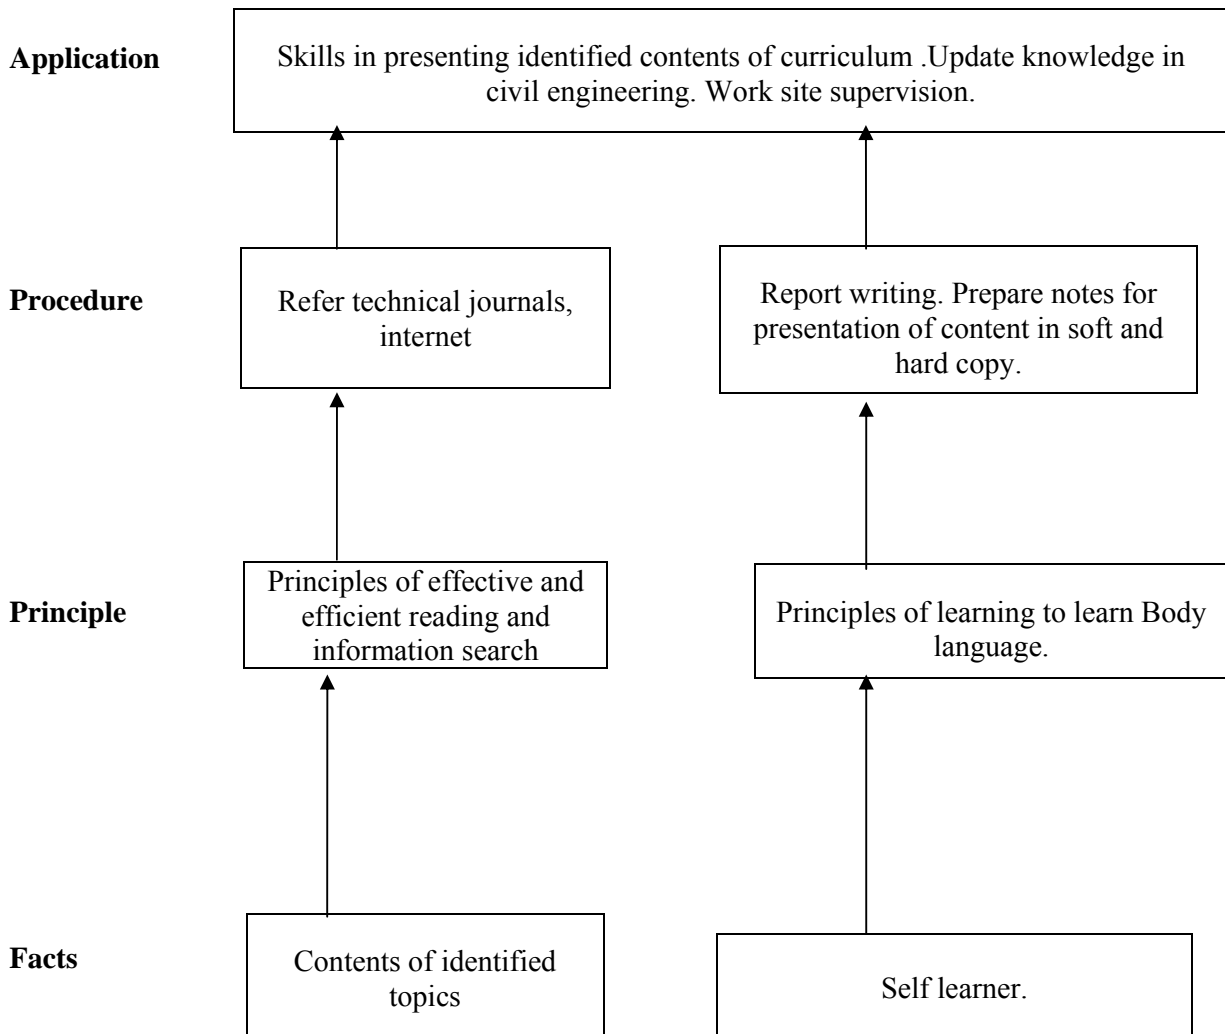 Application
Skills in presenting identified contents of curriculum .Update knowledge in
civil engineering. Work site supervision.
Procedure
Refer technical journals,
internet
Report writing. Prepare notes for
presentation of content in soft and
hard copy.
Principle
Principles of effective and
efficient reading and
information search
Principles of learning to learn Body
language.
Facts
Contents of identified
topics
Self learner.